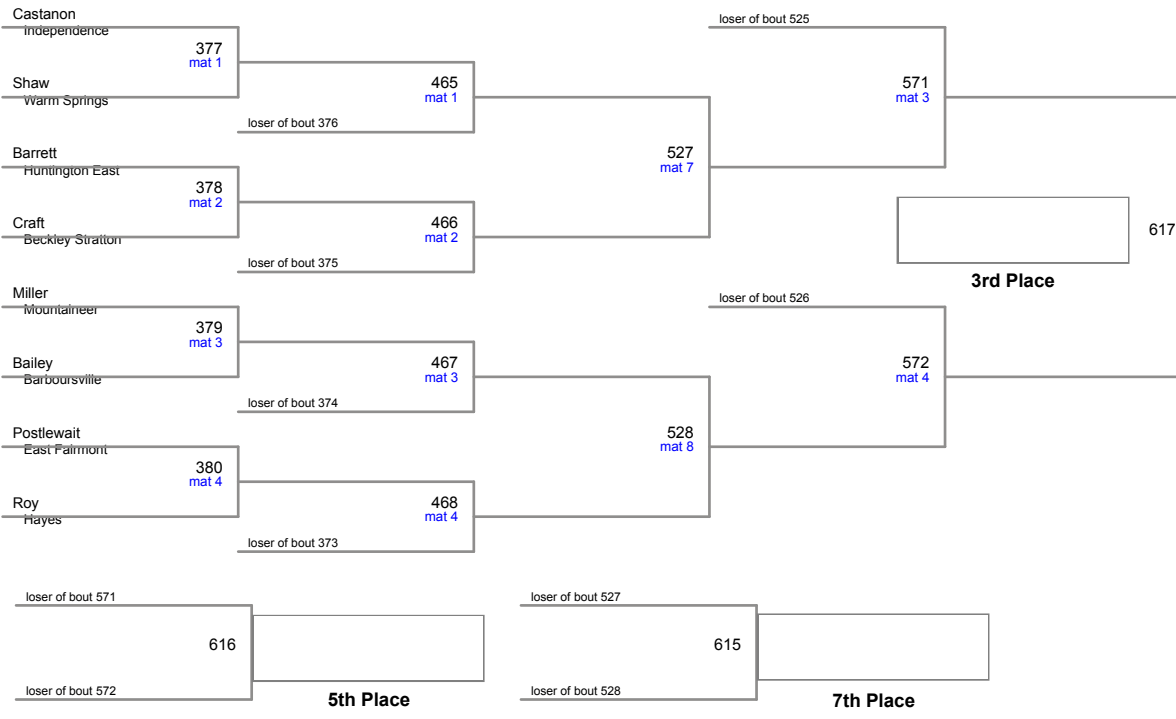 Castanon
Independence
377
mat 1
Shaw
Warm Springs
465
mat 1
loser of bout 376
Barrett
Huntington East
378
mat 2
Craft
Beckley Stratton
466
mat 2
loser of bout 375
527
mat 7
loser of bout 525
571
mat 3
617
3rd Place
Miller
Mountaineer
379
mat 3
Bailey
Barboursville
467
mat 3
loser of bout 374
Postlewait
East Fairmont
380
mat 4
Roy
Hayes
468
mat 4
loser of bout 373
528
mat 8
loser of bout 526
572
mat 4
loser of bout 571
616
loser of bout 572
5th Place
loser of bout 527
615
loser of bout 528
7th Place